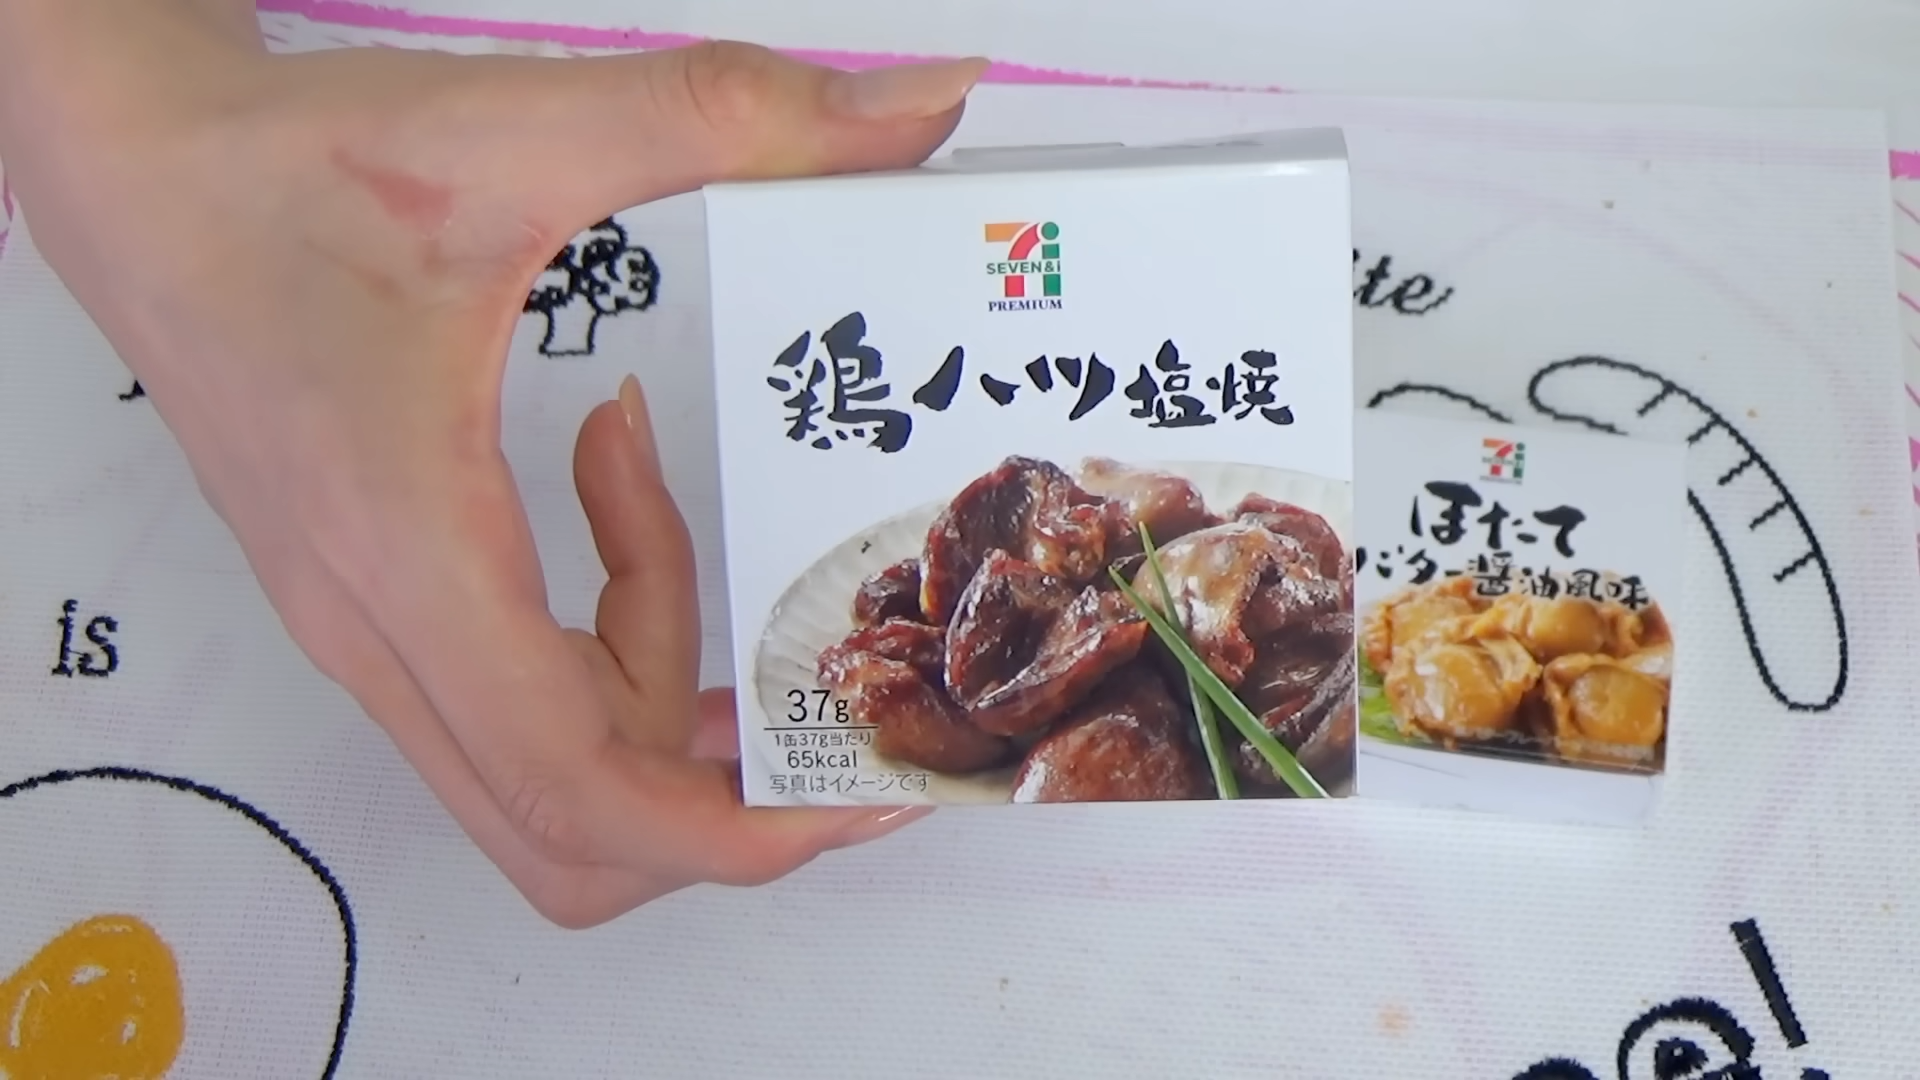 SEVEN&i
PREMIUM
鶏ハツ塩焼
37g
1缶37g当たり
65kcal
写真はイメージです
ほたて
バター醤油風味
ite
is